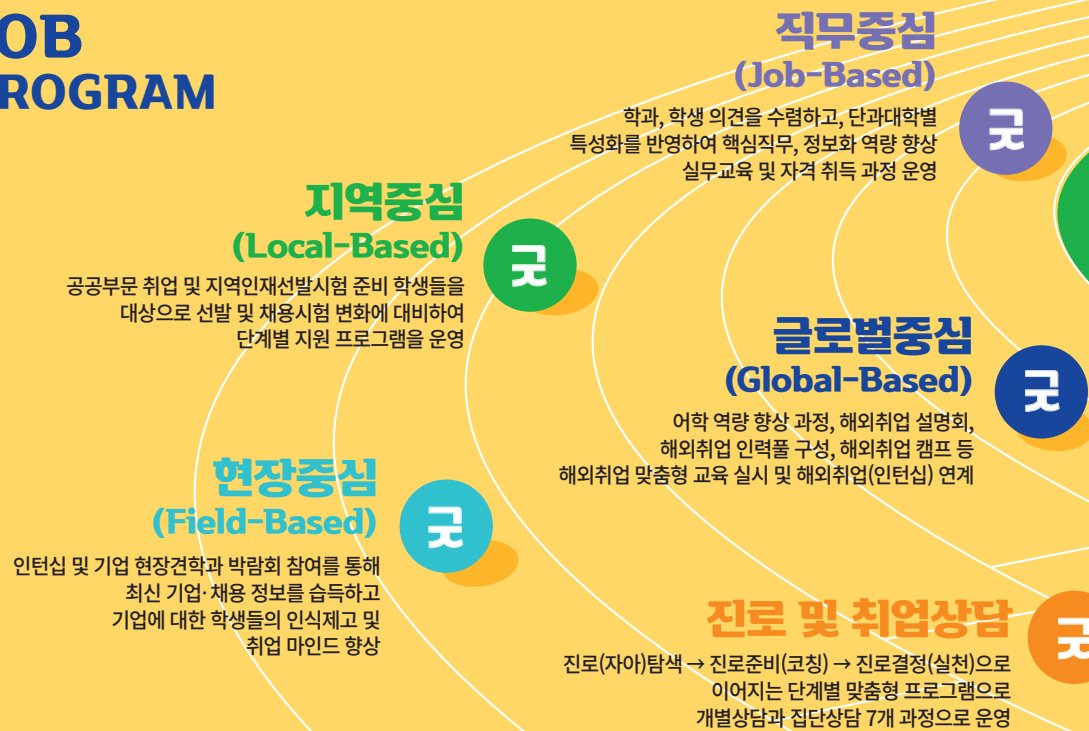 OB
ROGRAM
직무중심
(Job-Based)
학과, 학생 의견을 수렴하고, 단과대학별
특성화를 반영하여 핵심직무, 정보화 역량 향상
실무교육 및 자격 취득 과정 운영
굿
지역중심
(Local-Based)
공공부문 취업 및 지역인재선발시험 준비 학생들을
대상으로 선발 및 채용시험 변화에 대비하여
단계별 지원 프로그램을 운영
굿
글로벌중심
(Global-Based)
어학 역량 향상 과정, 해외취업 설명회,
해외취업 인력풀 구성, 해외취업 캠프 등
해외취업 맞춤형 교육 실시 및 해외취업(인턴십) 연계
굿
현장중심
(Field-Based)
인턴십 및 기업 현장견학과 박람회 참여를 통해
최신 기업·채용 정보를 습득하고
기업에 대한 학생들의 인식제고 및
취업 마인드 향상
굿
진로 및 취업상담
진로(자아)탐색 → 진로준비(코칭) → 진로결정(실천)으로
이어지는 단계별 맞춤형 프로그램으로
개별상담과 집단상담 7개 과정으로 운영
굿